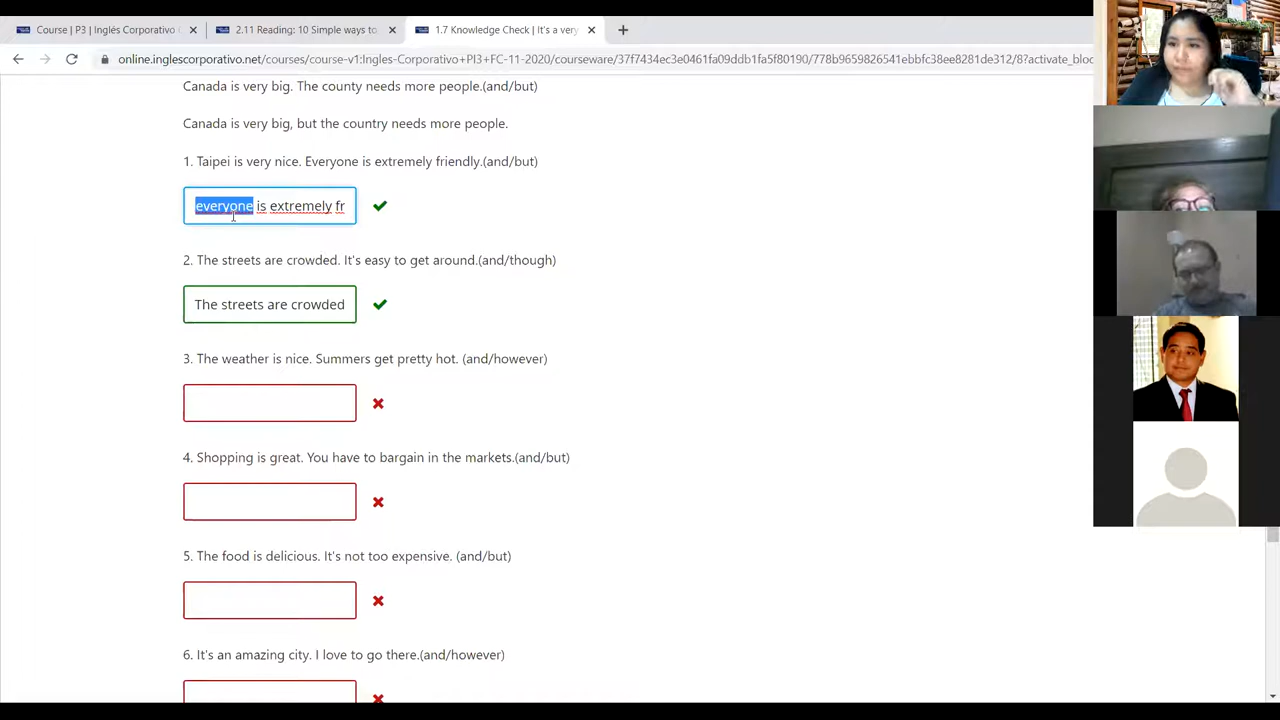 Course | P3 | Inglés Corporativo
2.11 Reading: 10 Simple ways to
1.7 Knowledge Check | It's a very
online.inglescorporativo.net/courses/course-v1:Ingles-Corporativo+PI3+FC-11-2020/courseware/37f7434ec3e0461fa09ddb1fa5f80190/778b9659826541ebbfc38ee8281de312/8?activate_bloc
Canada is very big. The county needs more people.(and/but)
Canada is very big, but the country needs more people.
1. Taipei is very nice. Everyone is extremely friendly.(and/but)
everyone is extremely fr
2. The streets are crowded. It's easy to get around.(and/though)
The streets are crowded
3. The weather is nice. Summers get pretty hot. (and/however)
4. Shopping is great. You have to bargain in the markets.(and/but)
5. The food is delicious. It's not too expensive. (and/but)
6. It's an amazing city. I love to go there.(and/however)